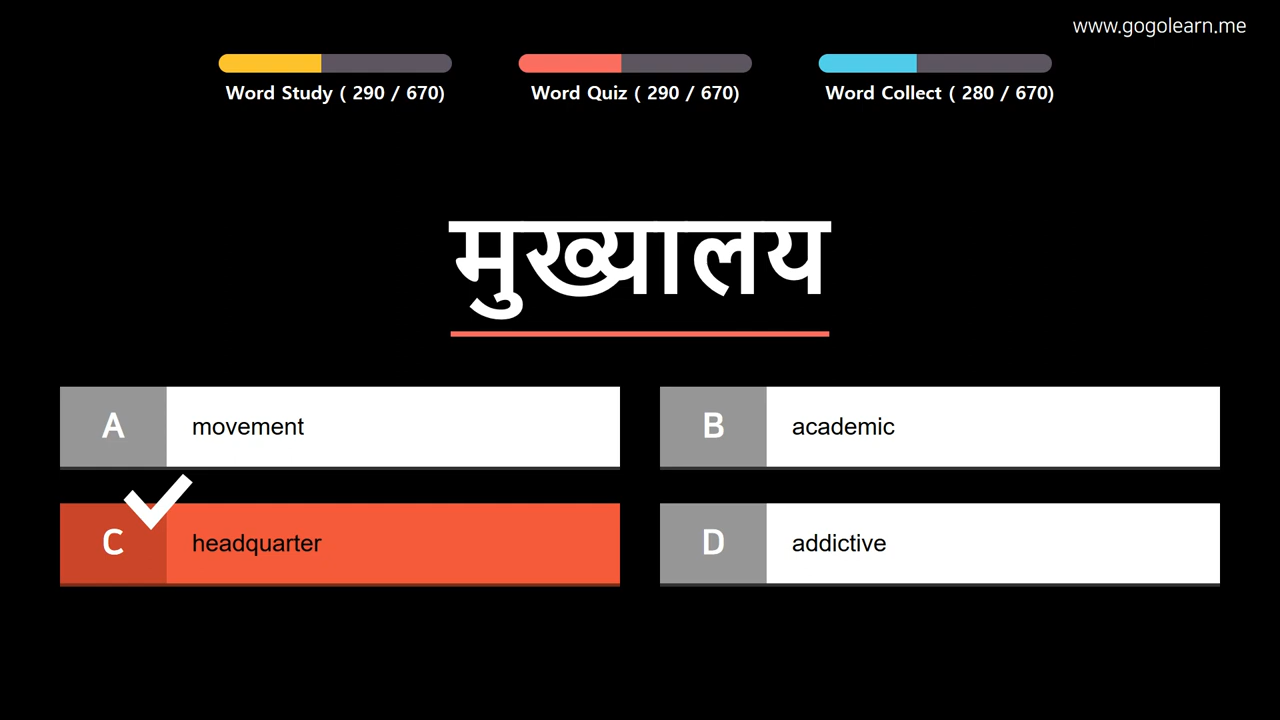 www.gogolearn.me
Word Study ( 290 / 670)
Word Quiz ( 290 / 670)
Word Collect ( 280 / 670)
मुख्यालय
A movement
B academic
C headquarter
D addictive